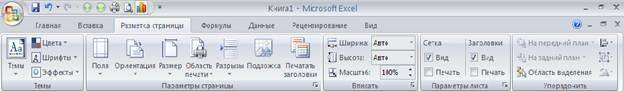 Книга1 - Microsoft Excel
Главная Вставка Разметка страницы Формулы Данные Рецензирование Вид
Цвета Ширина: Авто Сетка Заголовки На передний план
Шрифты Высота: Авто Вид Вид На задний план
Темы Эффекты Поля Ориентация Размер Область печати Разрывы Подложка Печатать заголовки Масштаб: 100% Печать Печать Область выделения
Темы Параметры страницы Вписать Параметры листа Упорядочить